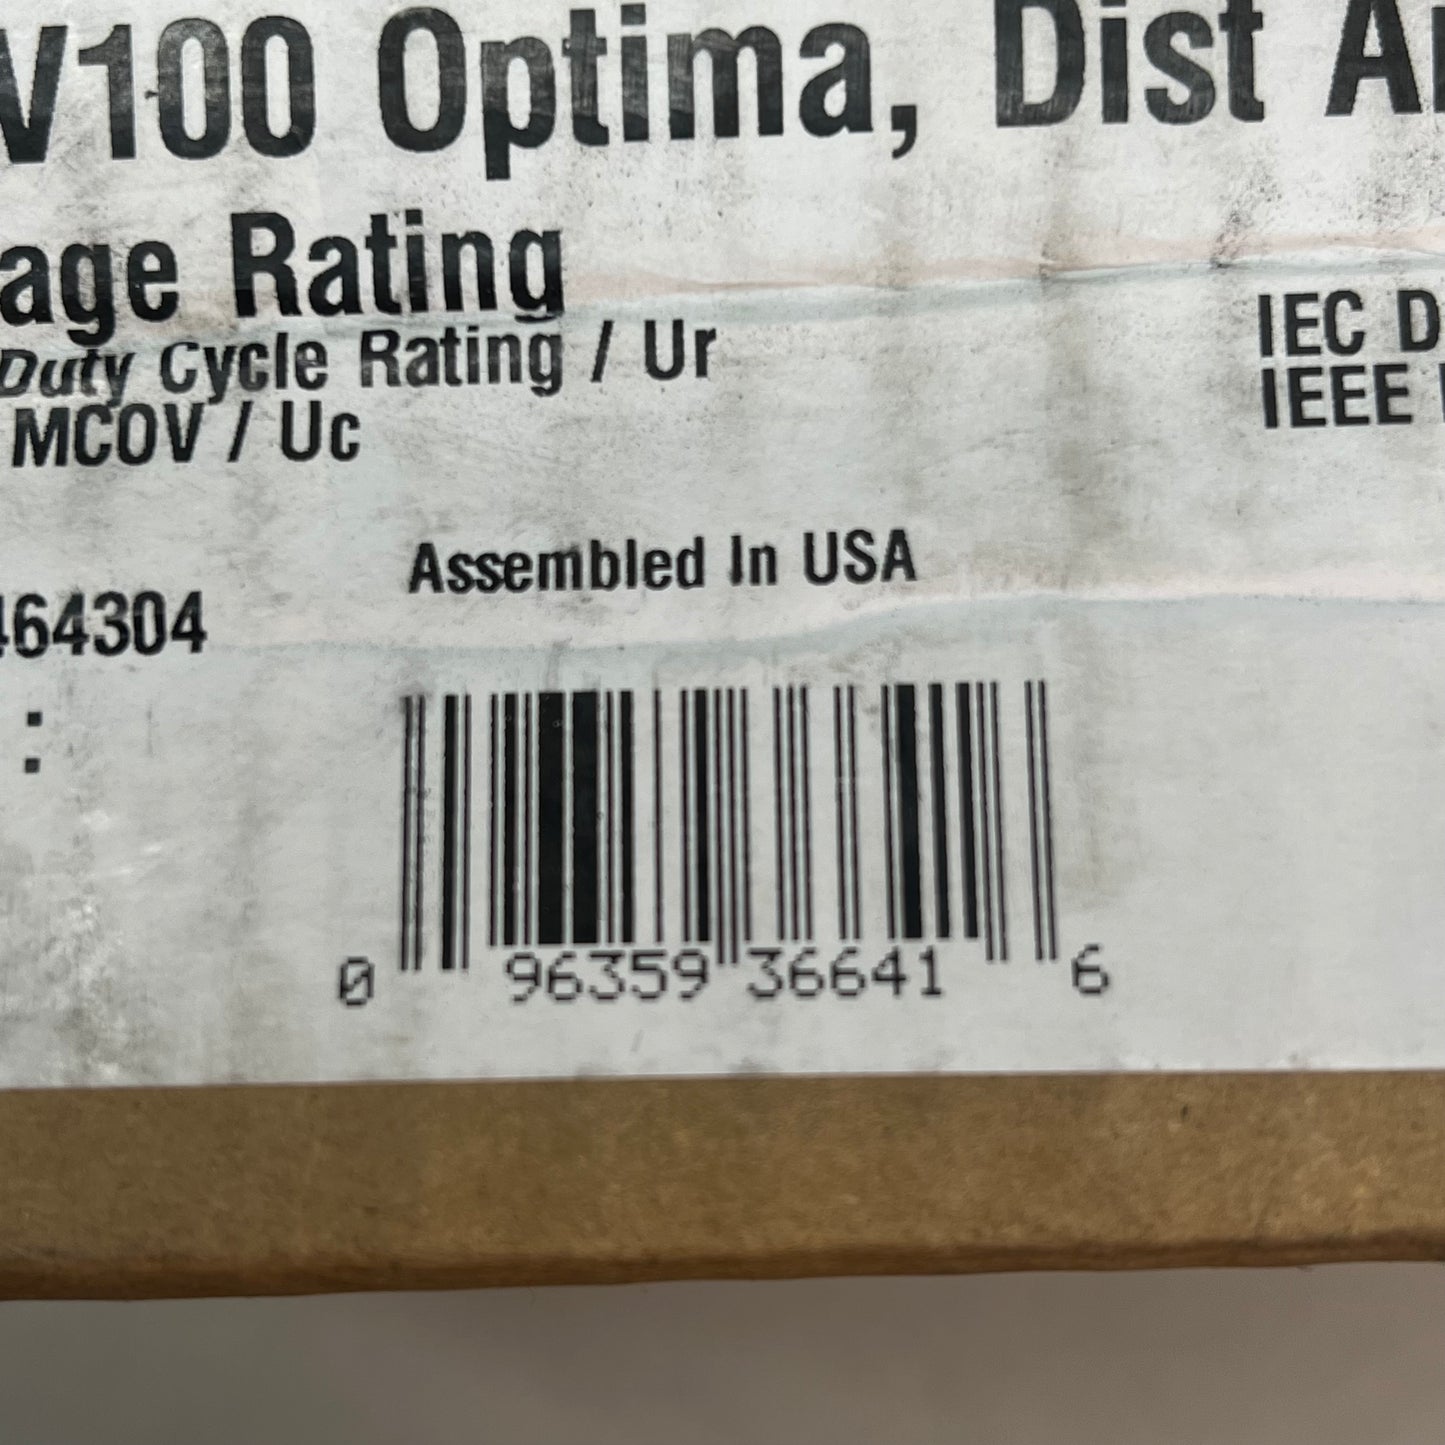 V100 Optima, Dist Ar
age Rating
Duty Cycle Rating / Ur
MCOV / Uc
IEC D
IEEE
Assembled In USA
464304
:
0 96359 36641 6